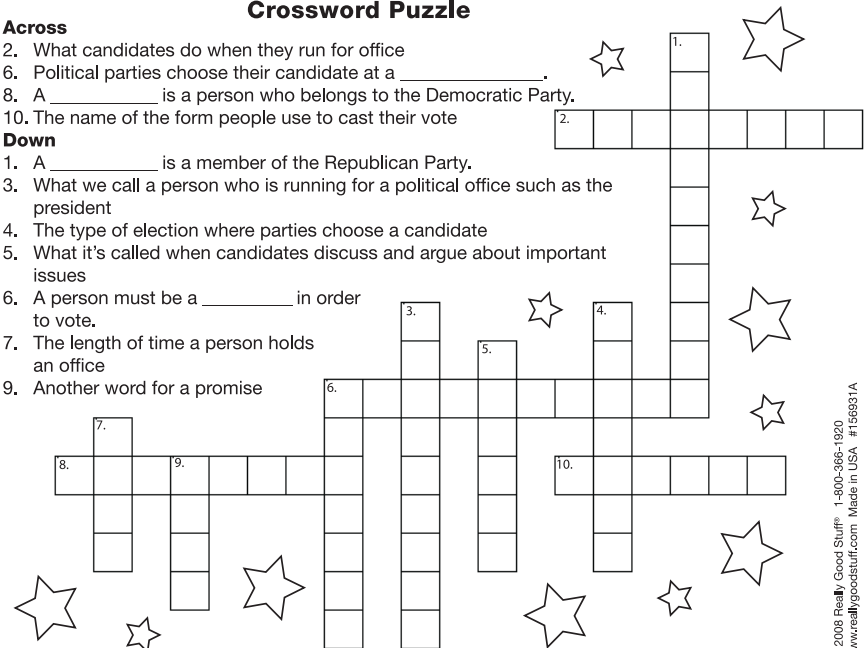 Crossword Puzzle
Across
2. What candidates do when they run for office
6. Political parties choose their candidate at a _______________.
8. A ___________ is a person who belongs to the Democratic Party.
10. The name of the form people use to cast their vote
Down
1. A ___________ is a member of the Republican Party.
3. What we call a person who is running for a political office such as the
president
4. The type of election where parties choose a candidate
5. What it's called when candidates discuss and argue about important
issues
6. A person must be a _________ in order
to vote.
7. The length of time a person holds
an office
9. Another word for a promise
1.
2.
3.
4.
5.
6.
7.
8.
9.
10.
2008 Really Good Stuff® 1-800-366-1920
ww.reallygoodstuff.com Made in USA #156931A